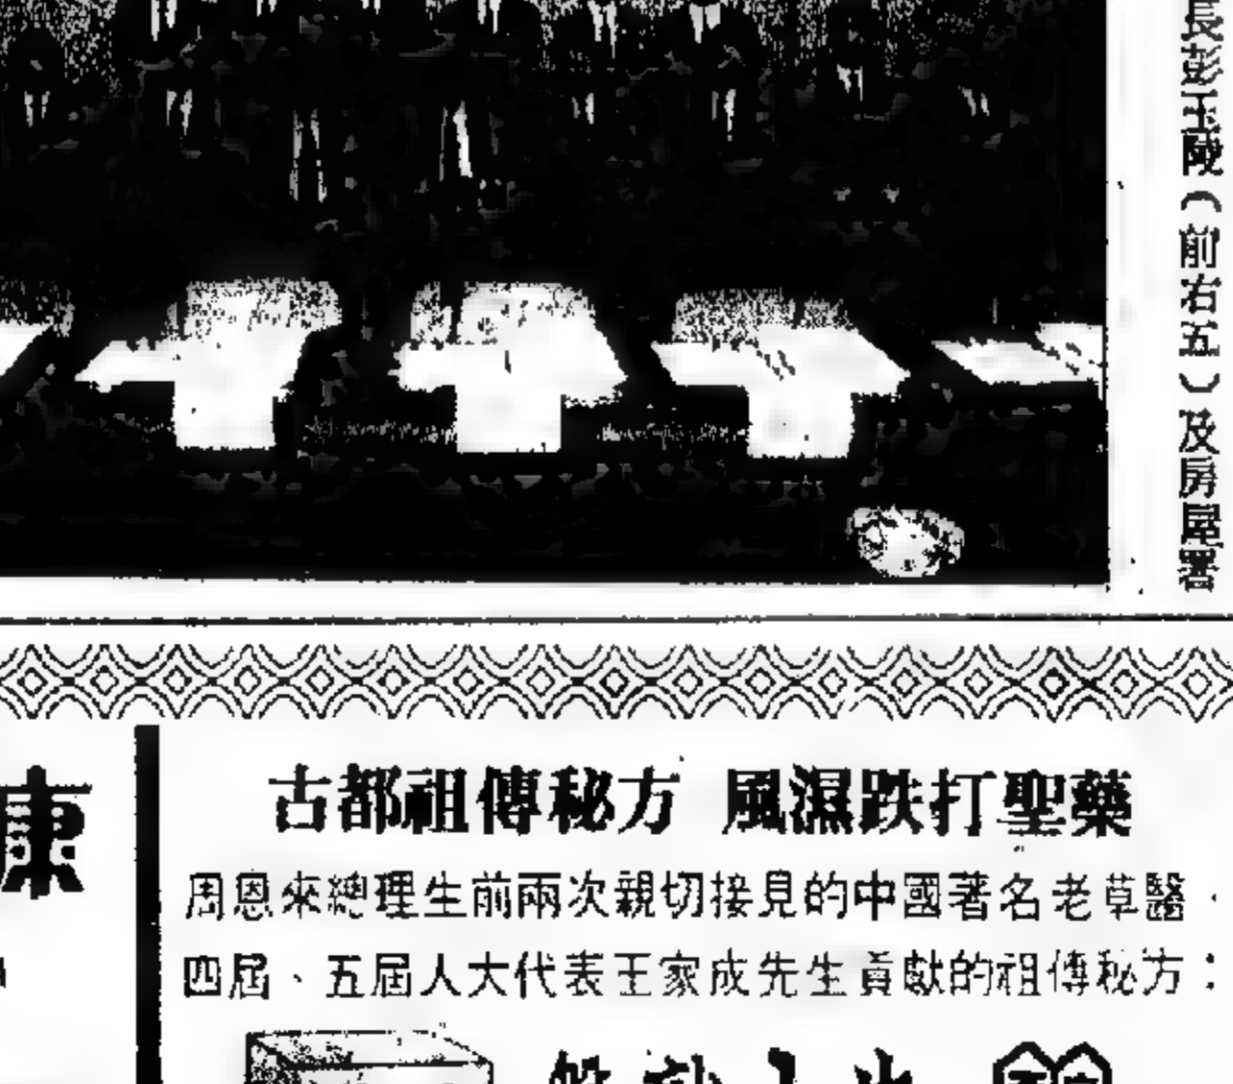 長彭玉陵（前右五）及房屋署
康
古都祖傳秘方 風濕跌打聖藥
周恩來總理生前兩次親切接見的中國著名老草醫，
四屆、五屆人大代表王家成先生貢獻的祖傳秘方：